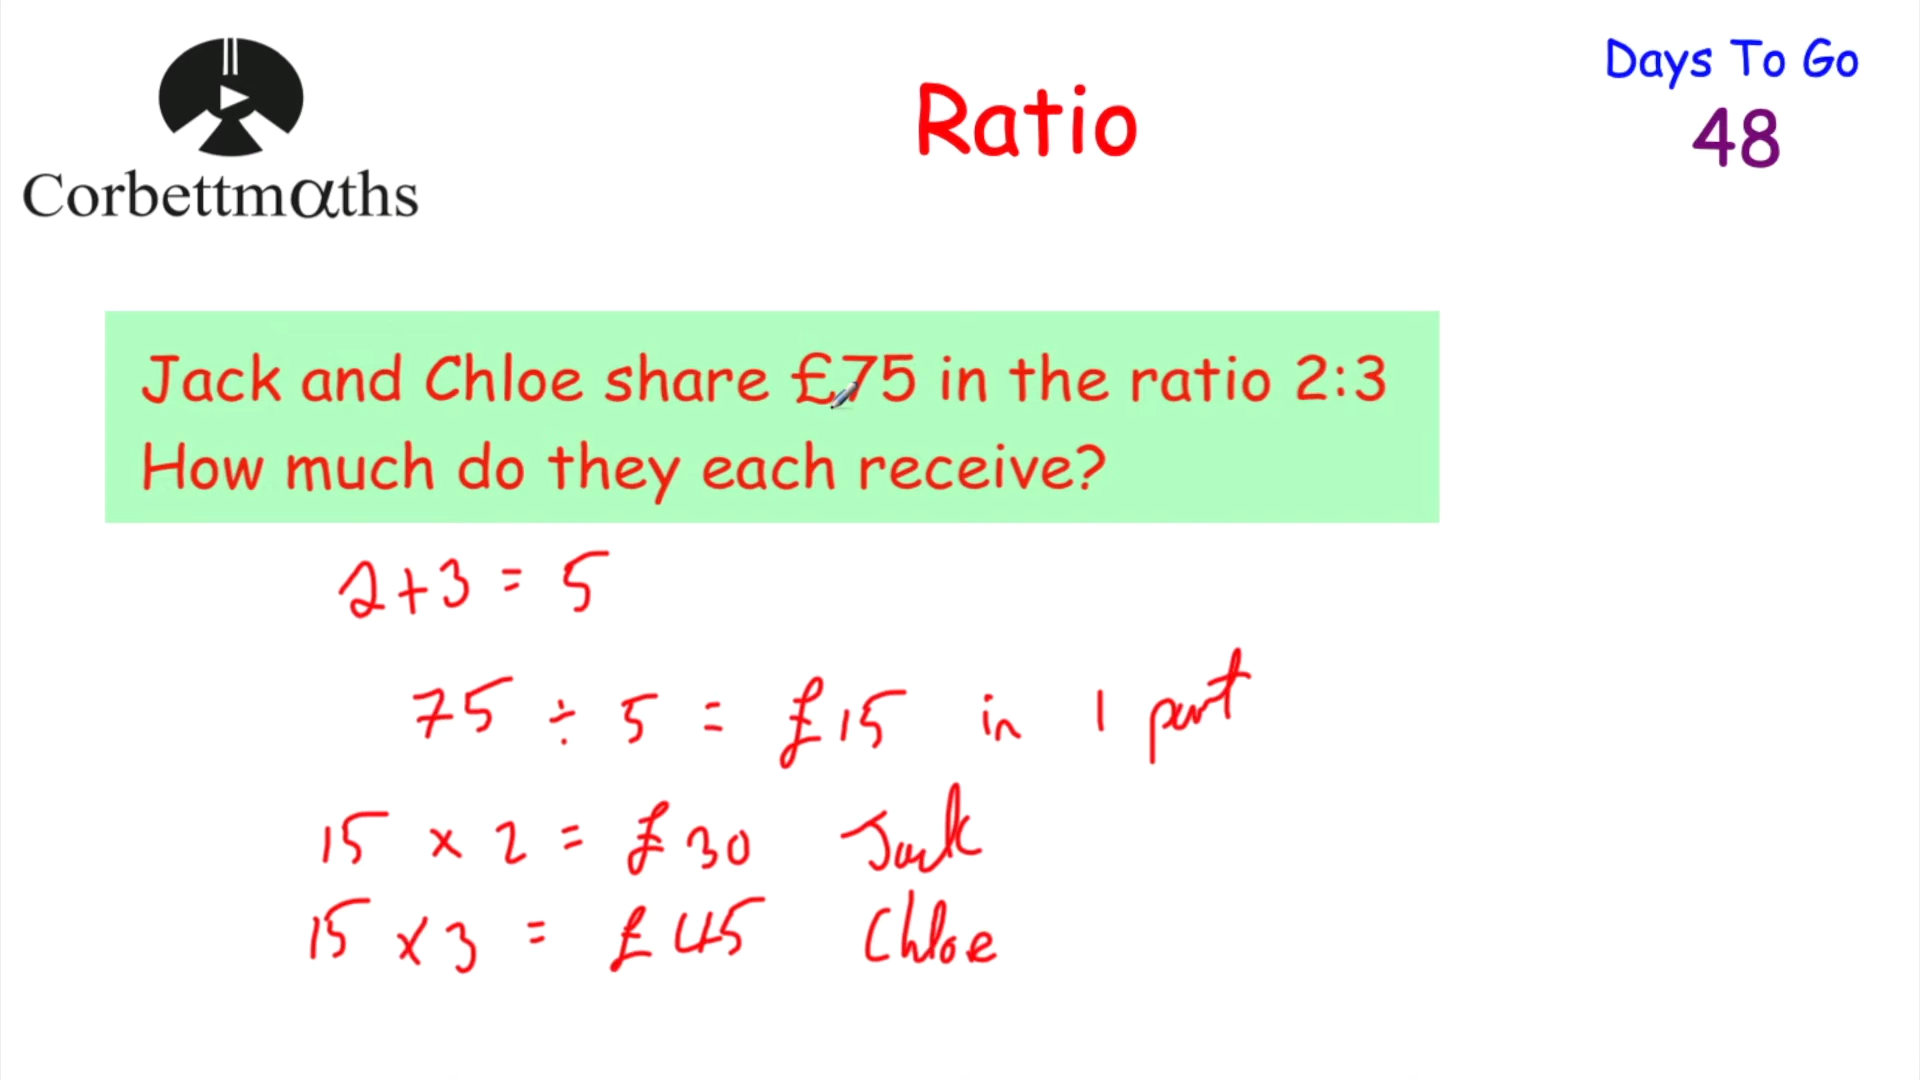 Corbettmαths
Ratio
Days To Go
48
Jack and Chloe share £75 in the ratio 2:3
How much do they each receive?
2+3 = 5
75 ÷ 5 = £15 in 1 part
15 x 2 = £30 Jack
15 x 3 = £45 Chloe